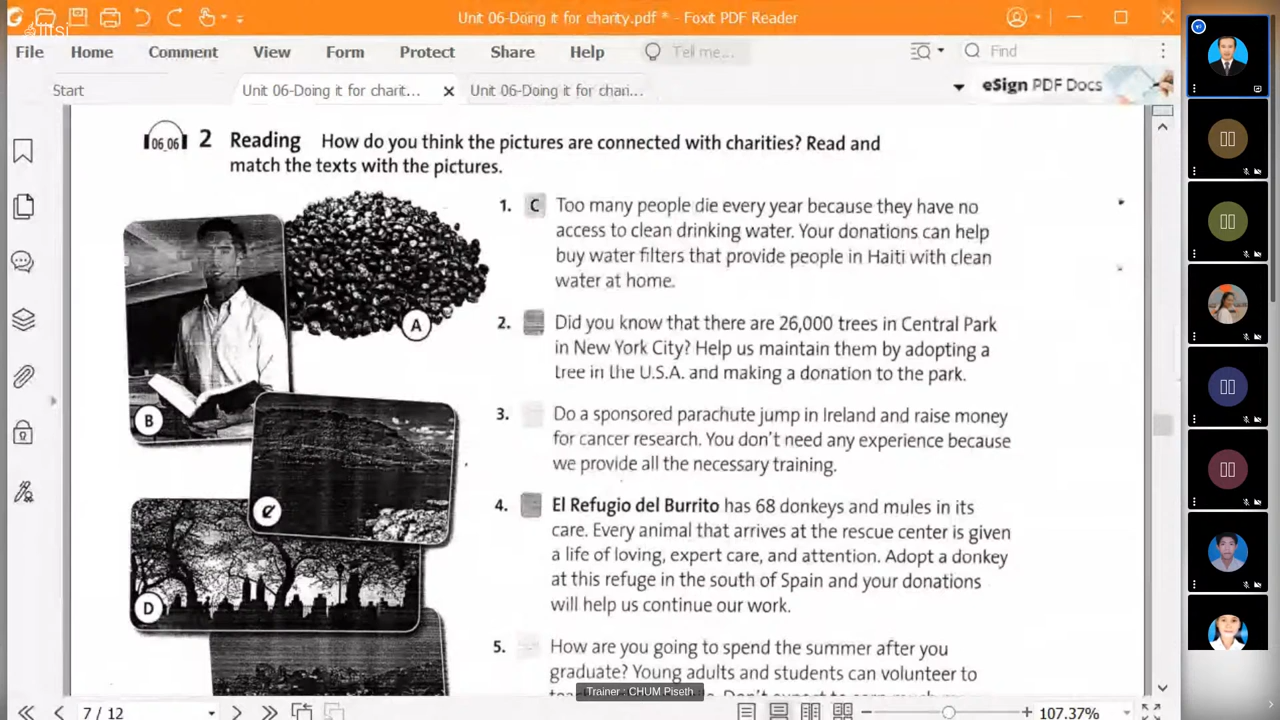 Unit 06-Doing it for charity.pdf * - Foxit PDF Reader
File Home Comment View Form Protect Share Help Tell me... Find
Start Unit 06-Doing it for charit... × Unit 06-Doing it for chari... eSign PDF Docs
06_06 2 Reading How do you think the pictures are connected with charities? Read and
match the texts with the pictures.
A
B
C
D
1. C Too many people die every year because they have no
access to clean drinking water. Your donations can help
buy water filters that provide people in Haiti with clean
water at home.
2. Did you know that there are 26,000 trees in Central Park
in New York City? Help us maintain them by adopting a
tree in the U.S.A. and making a donation to the park.
3. Do a sponsored parachute jump in Ireland and raise money
for cancer research. You don't need any experience because
we provide all the necessary training.
4. El Refugio del Burrito has 68 donkeys and mules in its
care. Every animal that arrives at the rescue center is given
a life of loving, expert care, and attention. Adopt a donkey
at this refuge in the south of Spain and your donations
will help us continue our work.
5. How are you going to spend the summer after you
graduate? Young adults and students can volunteer to
Trainer : CHUM Piseth
7 / 12
107.37%